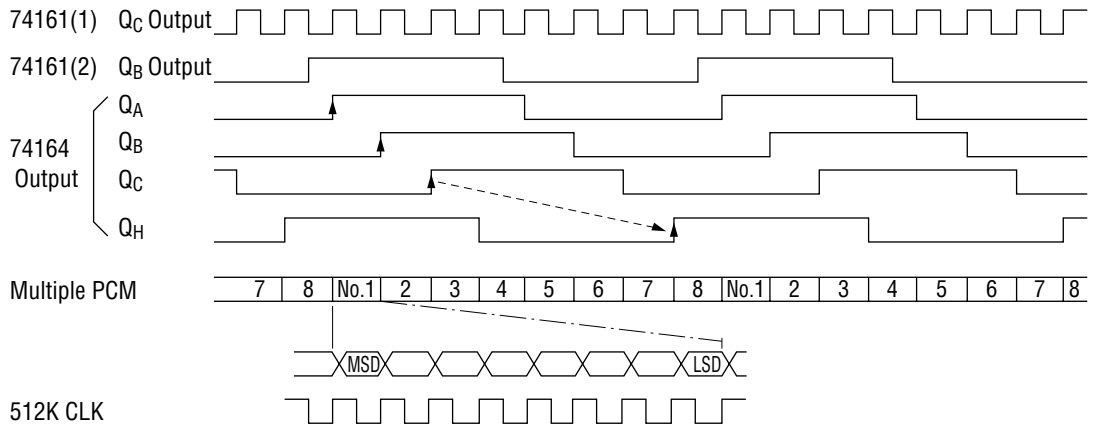 74161(1) QC Output
74161(2) QB Output
QA
QB
74164
Output
QC
QH
Multiple PCM 7 8 No.1 2 3 4 5 6 7 8 No.1 2 3 4 5 6 7 8
MSD LSD
512K CLK